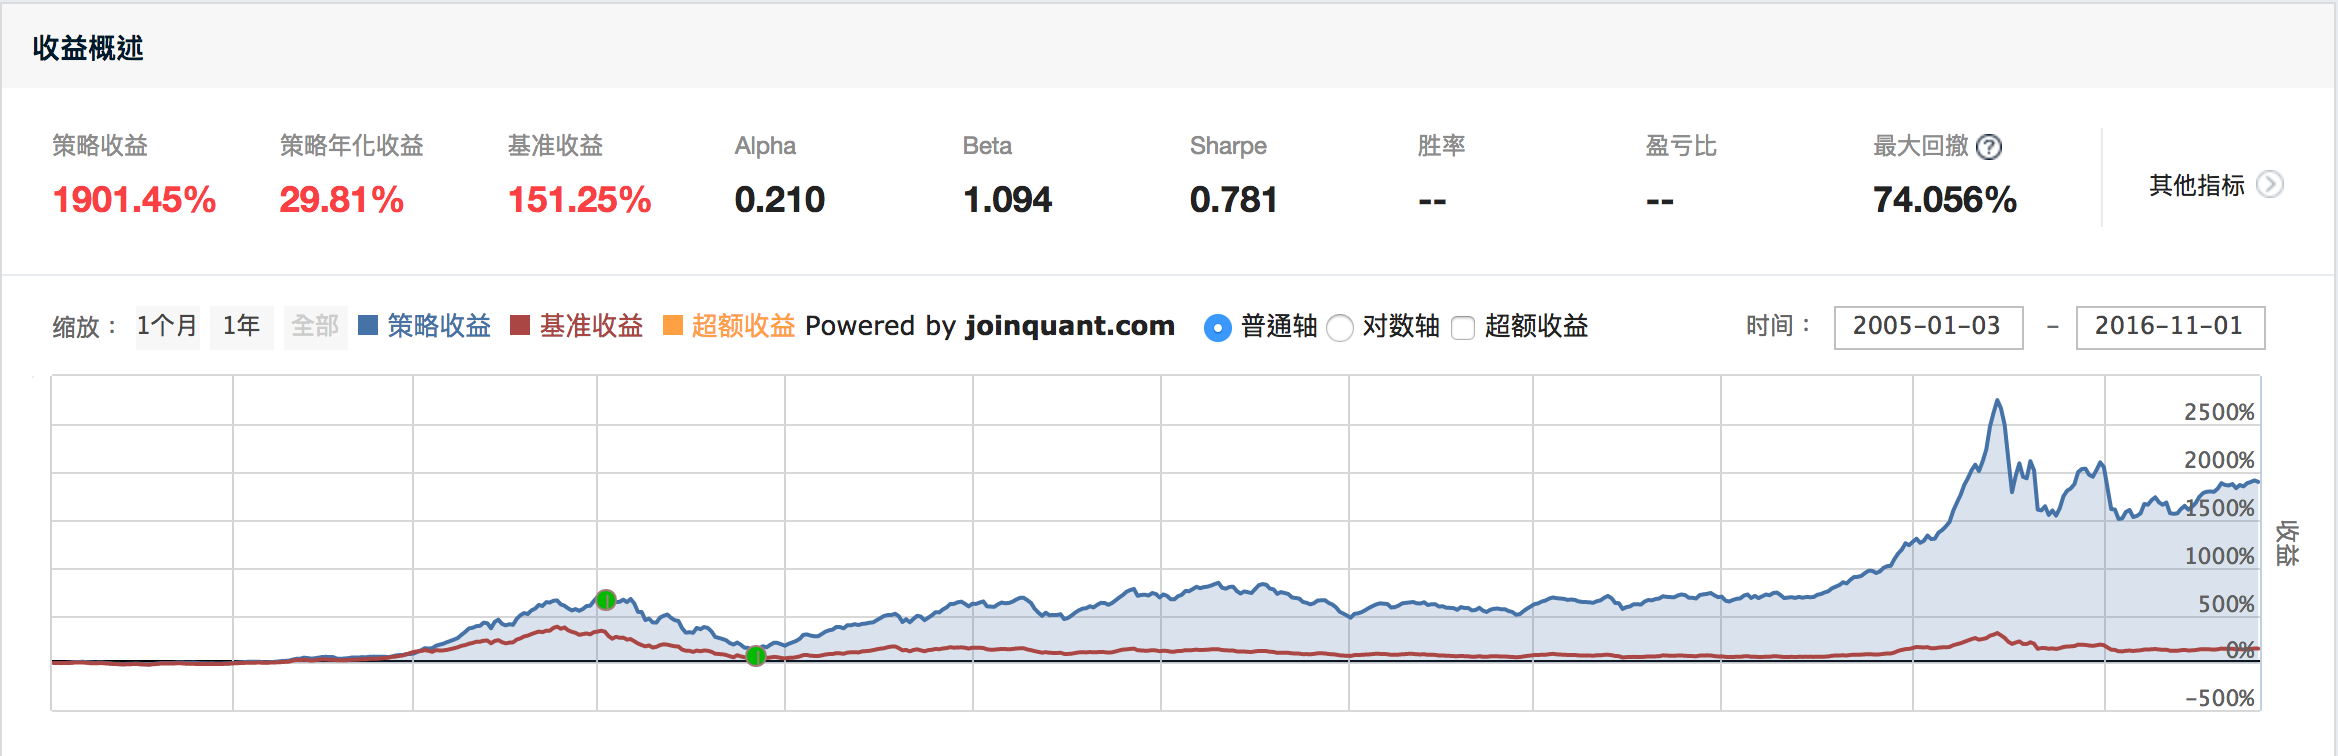 收益概述
策略收益 策略年化收益 基准收益 Alpha Beta Sharpe 胜率 盈亏比 最大回撤 ?
1901.45% 29.81% 151.25% 0.210 1.094 0.781 -- -- 74.056% 其他指标
缩放： 1个月 1年 全部 策略收益 基准收益 超额收益 Powered by joinquant.com 普通轴 对数轴 超额收益 时间： 2005-01-03 - 2016-11-01
2500%
2000%
1500%
1000%
500%
0%
-500%
收益